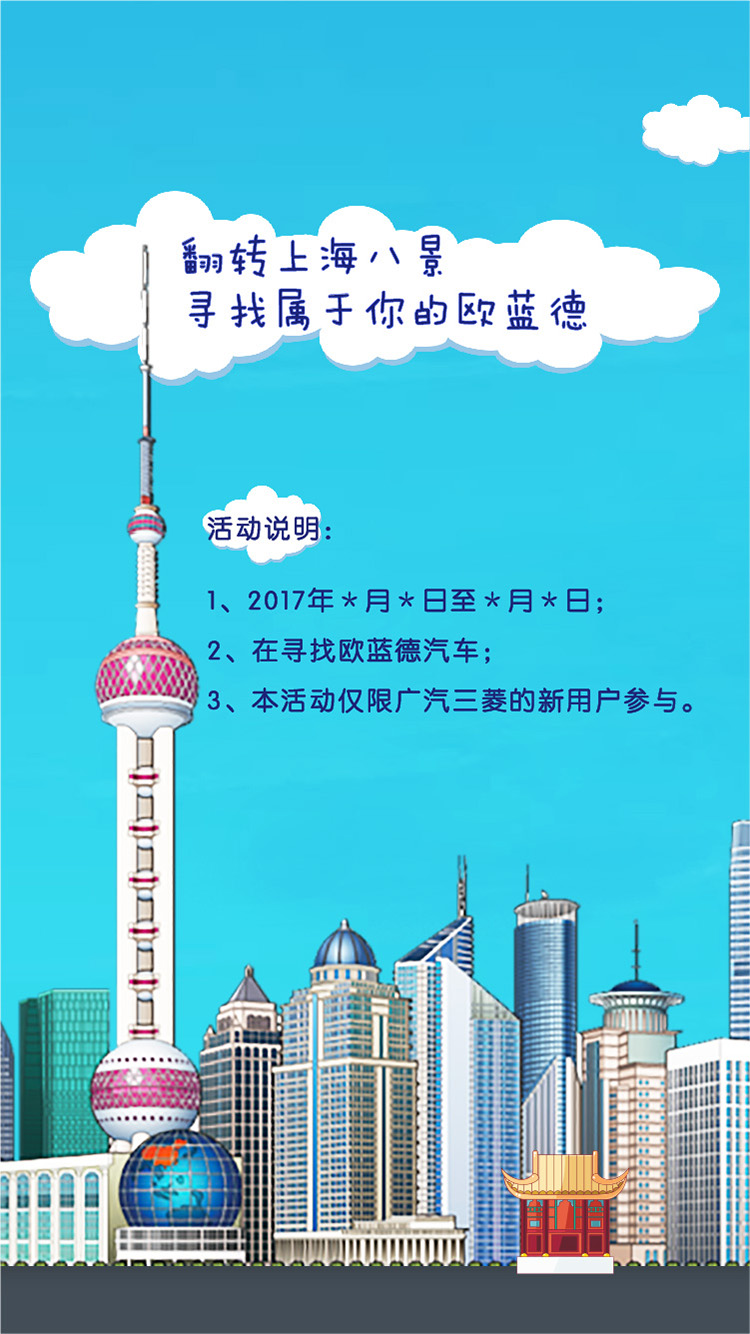 翻转上海八景
寻找属于你的欧蓝德
活动说明：
1、2017年＊月＊日至＊月＊日；
2、在寻找欧蓝德汽车；
3、本活动仅限广汽三菱的新用户参与。